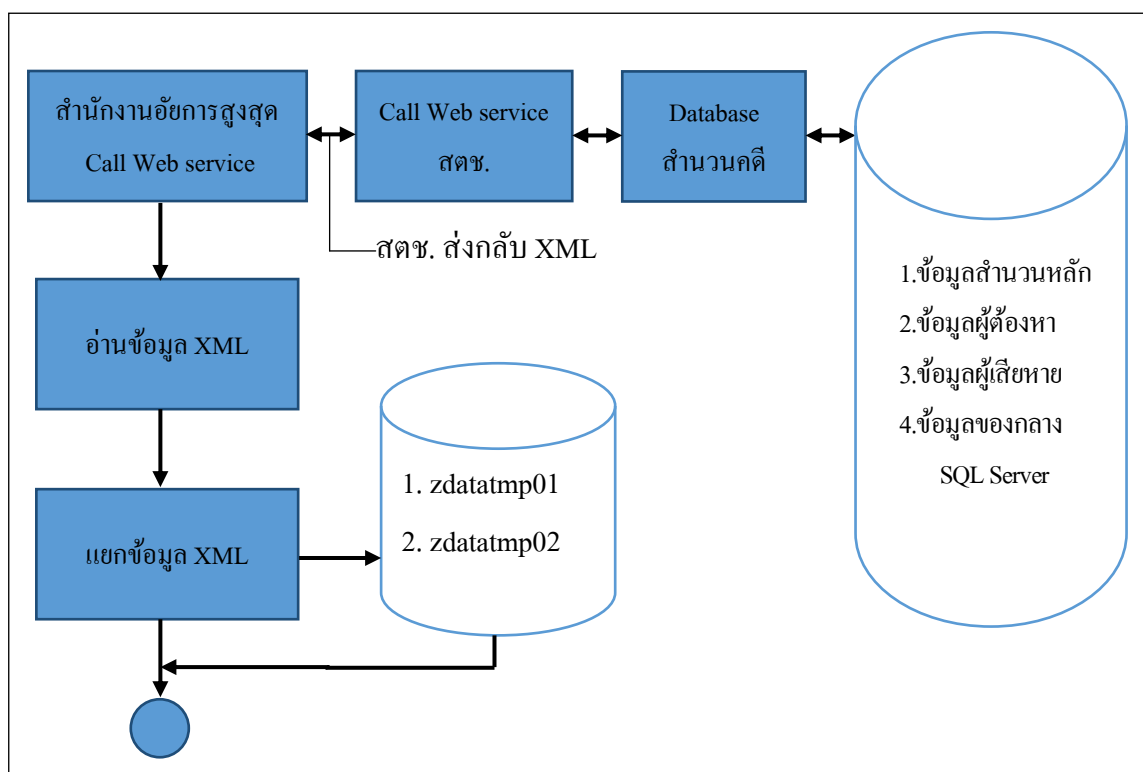 สำนักงานอัยการสูงสุด
Call Web service
Call Web service
สตช.
Database
สำนวนคดี
สตช. ส่งกลับ XML
1.ข้อมูลสำนวนหลัก
2.ข้อมูลผู้ต้องหา
3.ข้อมูลผู้เสียหาย
4.ข้อมูลของกลาง
SQL Server
อ่านข้อมูล XML
1. zdatatmp01
2. zdatatmp02
แยกข้อมูล XML